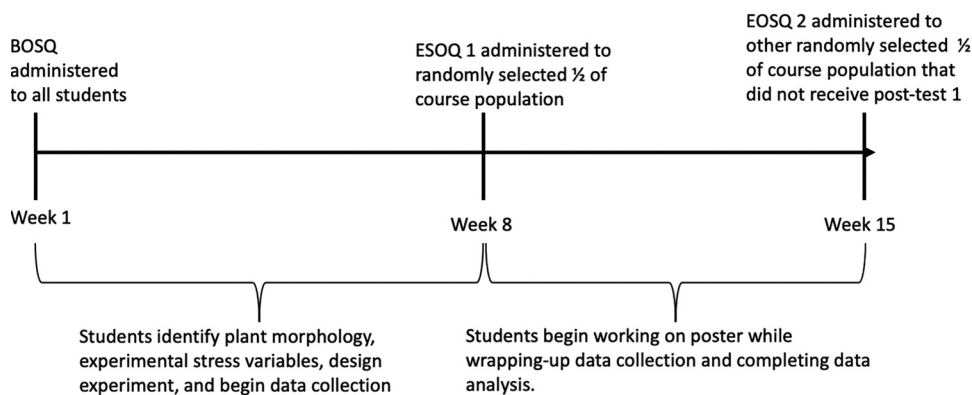 BOSQ
administered
to all students
ESOQ 1 administered to
randomly selected ½ of
course population
EOSQ 2 administered to
other randomly selected ½
of course population that
did not receive post-test 1
Week 1
Week 8
Week 15
Students identify plant morphology,
experimental stress variables, design
experiment, and begin data collection
Students begin working on poster while
wrapping-up data collection and completing data
analysis.